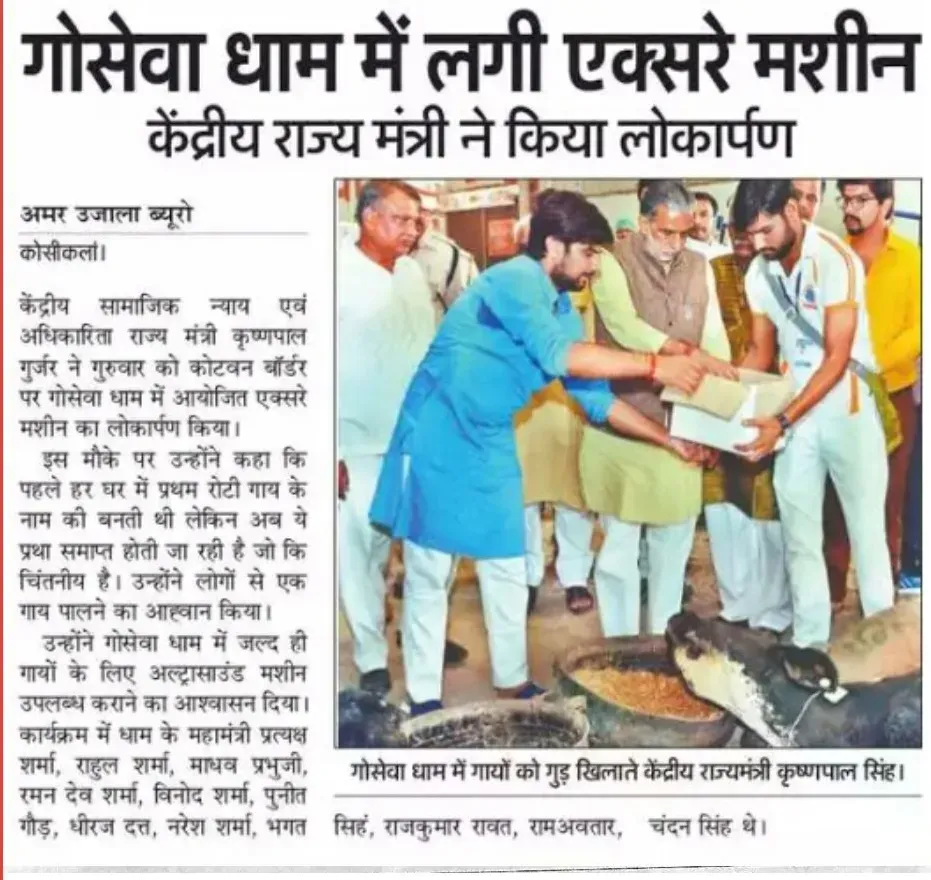 गोसेवा धाम में लगी एक्सरे मशीन
केंद्रीय राज्य मंत्री ने किया लोकार्पण
अमर उजाला ब्यूरो
कोसीकलां।
केंद्रीय सामाजिक न्याय एवं
अधिकारिता राज्य मंत्री कृष्णपाल
गुर्जर ने गुरुवार को कोटवन बॉर्डर
पर गोसेवा धाम में आयोजित एक्सरे
मशीन का लोकार्पण किया।
इस मौके पर उन्होंने कहा कि
पहले हर घर में प्रथम रोटी गाय के
नाम की बनती थी लेकिन अब ये
प्रथा समाप्त होती जा रही है जो कि
चिंतनीय है। उन्होंने लोगों से एक
गाय पालने का आह्वान किया।
उन्होंने गोसेवा धाम में जल्द ही
गायों के लिए अल्ट्रासाउंड मशीन
उपलब्ध कराने का आश्वासन दिया।
कार्यक्रम में धाम के महामंत्री प्रत्यक्ष
शर्मा, राहुल शर्मा, माधव प्रभुजी,
रमन देव शर्मा, विनोद शर्मा, पुनीत
गौड़, धीरज दत्त, नरेश शर्मा, भगत
गोसेवा धाम में गायों को गुड़ खिलाते केंद्रीय राज्यमंत्री कृष्णपाल सिंह।
सिहं, राजकुमार रावत, रामअवतार, चंदन सिंह थे।